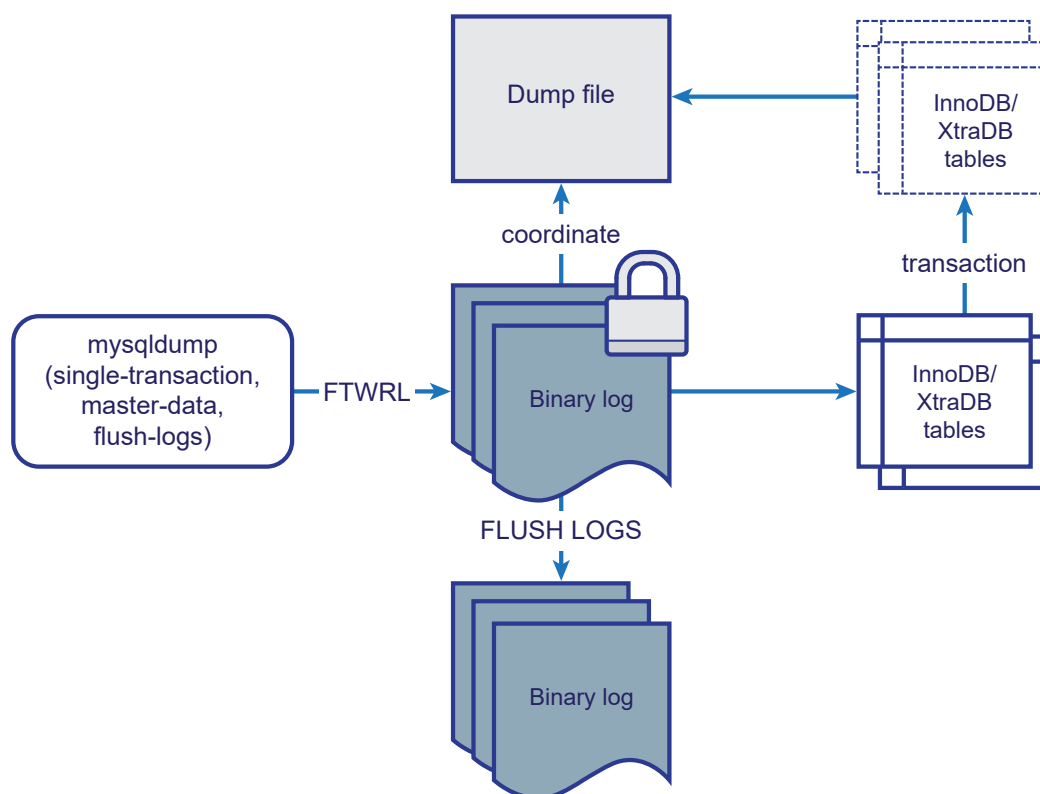 Dump file
InnoDB/
XtraDB
tables
coordinate
transaction
mysqldump
(single-transaction,
master-data,
flush-logs)
FTWRL
Binary log
InnoDB/
XtraDB
tables
FLUSH LOGS
Binary log